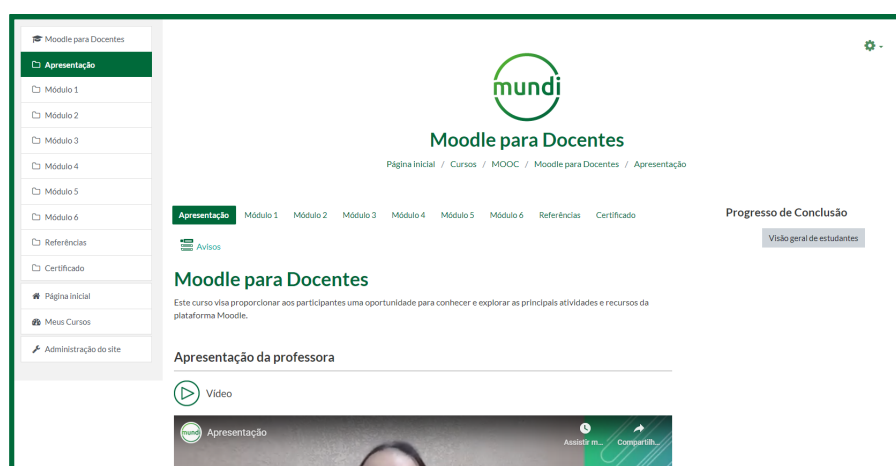 Moodle para Docentes
Apresentação
Módulo 1
Módulo 2
Módulo 3
Módulo 4
Módulo 5
Módulo 6
Referências
Certificado
Página inicial
Meus Cursos
Administração do site
mundi
Moodle para Docentes
Página inicial / Cursos / MOOC / Moodle para Docentes / Apresentação
Apresentação Módulo 1 Módulo 2 Módulo 3 Módulo 4 Módulo 5 Módulo 6 Referências Certificado
Avisos
Moodle para Docentes
Este curso visa proporcionar aos participantes uma oportunidade para conhecer e explorar as principais atividades e recursos da
plataforma Moodle.
Apresentação da professora
Vídeo
mundi Apresentação
Assistir m... Compartilh...
Progresso de Conclusão
Visão geral de estudantes